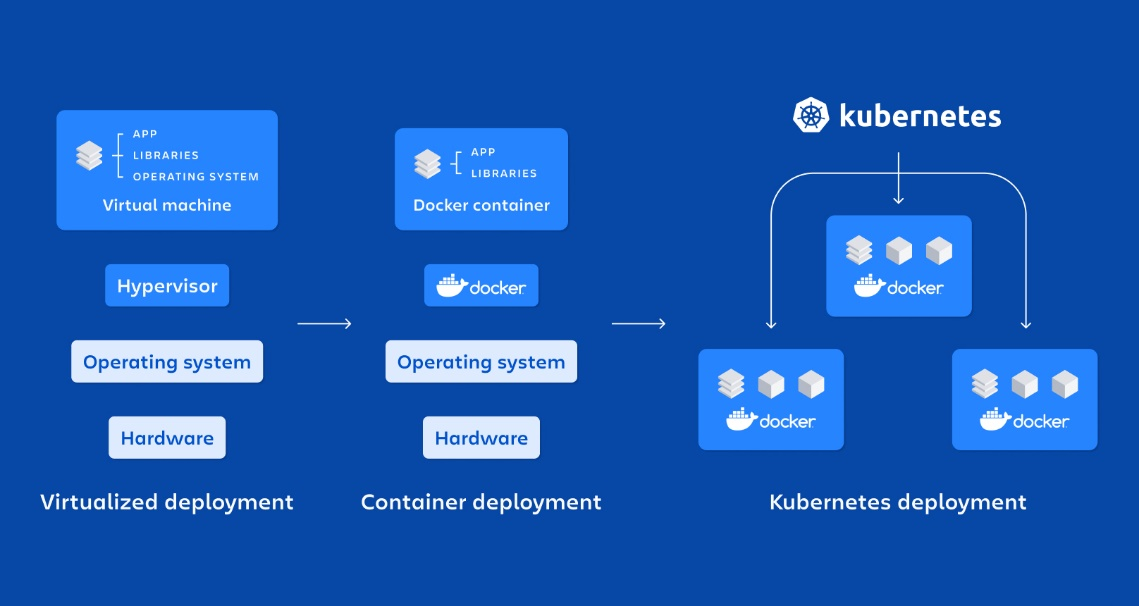 APP
LIBRARIES
OPERATING SYSTEM
Virtual machine
Hypervisor
Operating system
Hardware
Virtualized deployment
APP
LIBRARIES
Docker container
docker
Operating system
Hardware
Container deployment
kubernetes
docker
docker
docker
Kubernetes deployment